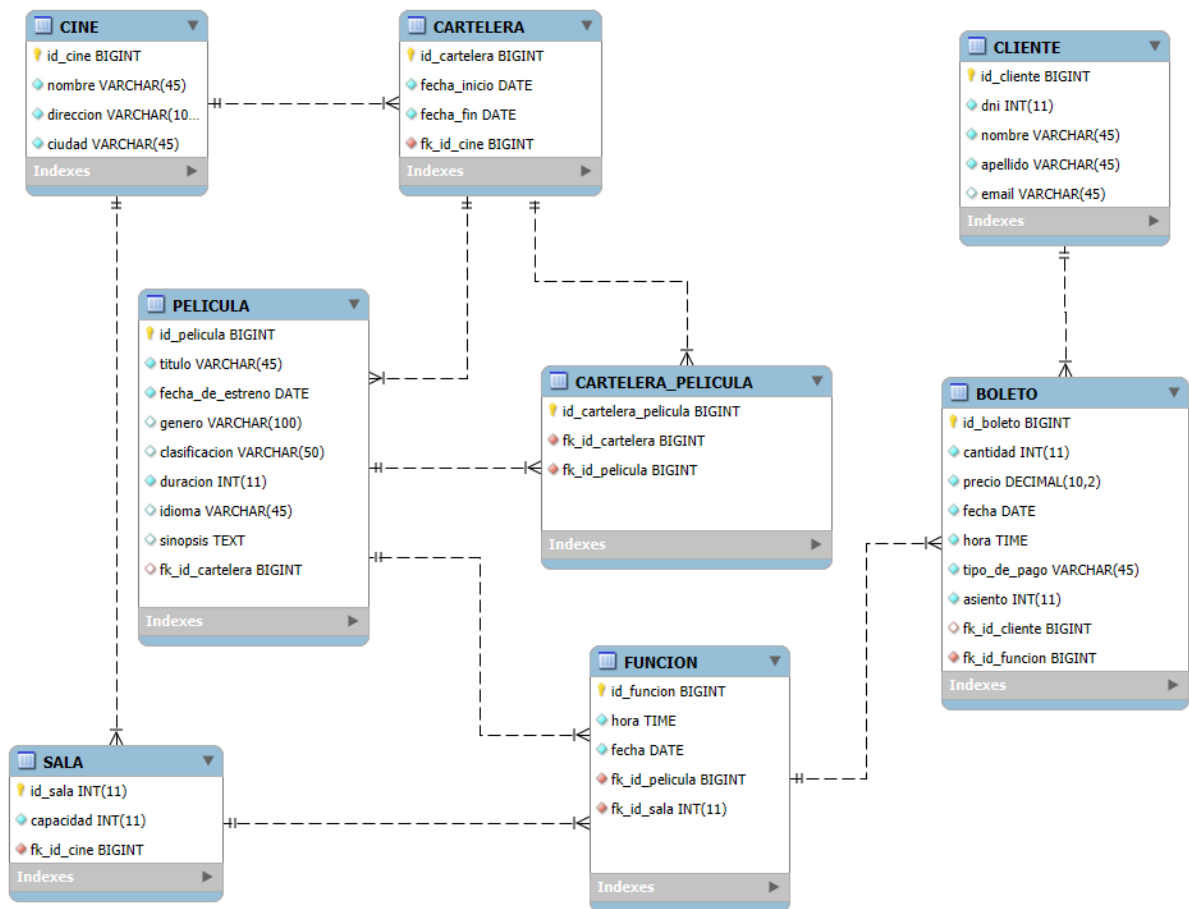 CINE
id_cine BIGINT
nombre VARCHAR(45)
direccion VARCHAR(10...
ciudad VARCHAR(45)
Indexes
CARTELERA
id_cartelera BIGINT
fecha_inicio DATE
fecha_fin DATE
fk_id_cine BIGINT
Indexes
CLIENTE
id_cliente BIGINT
dni INT(11)
nombre VARCHAR(45)
apellido VARCHAR(45)
email VARCHAR(45)
Indexes
PELICULA
id_pelicula BIGINT
titulo VARCHAR(45)
fecha_de_estreno DATE
genero VARCHAR(100)
clasificacion VARCHAR(50)
duracion INT(11)
idioma VARCHAR(45)
sinopsis TEXT
fk_id_cartelera BIGINT
Indexes
CARTELERA_PELICULA
id_cartelera_pelicula BIGINT
fk_id_cartelera BIGINT
fk_id_pelicula BIGINT
Indexes
BOLETO
id_boleto BIGINT
cantidad INT(11)
precio DECIMAL(10,2)
fecha DATE
hora TIME
tipo_de_pago VARCHAR(45)
asiento INT(11)
fk_id_cliente BIGINT
fk_id_funcion BIGINT
Indexes
FUNCION
id_funcion BIGINT
hora TIME
fecha DATE
fk_id_pelicula BIGINT
fk_id_sala INT(11)
Indexes
SALA
id_sala INT(11)
capacidad INT(11)
fk_id_cine BIGINT
Indexes